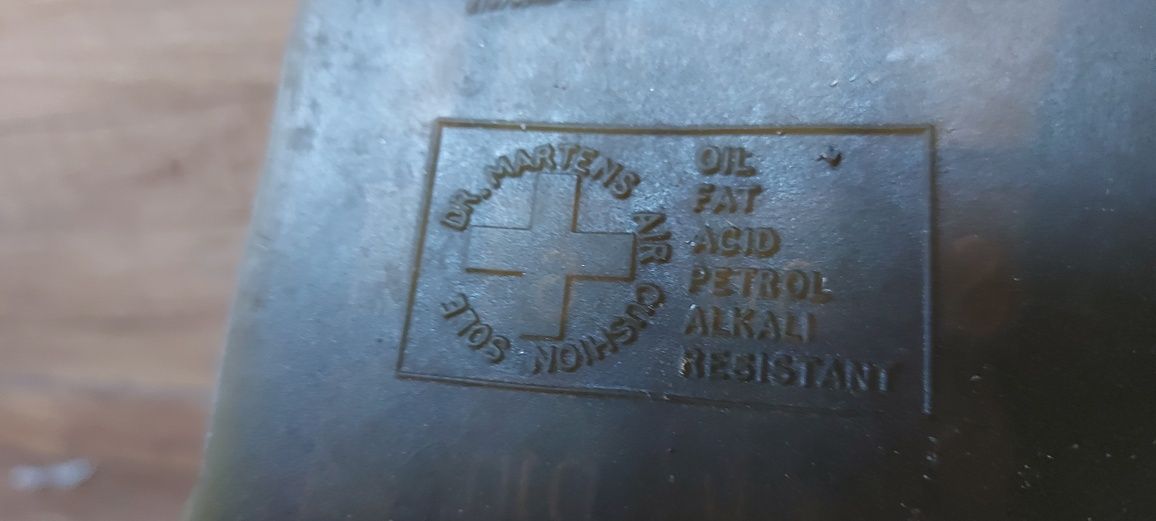 DR. MARTENS AIR CUSHION SOLE
OIL
FAT
ACID
PETROL
ALKALI
RESISTANT